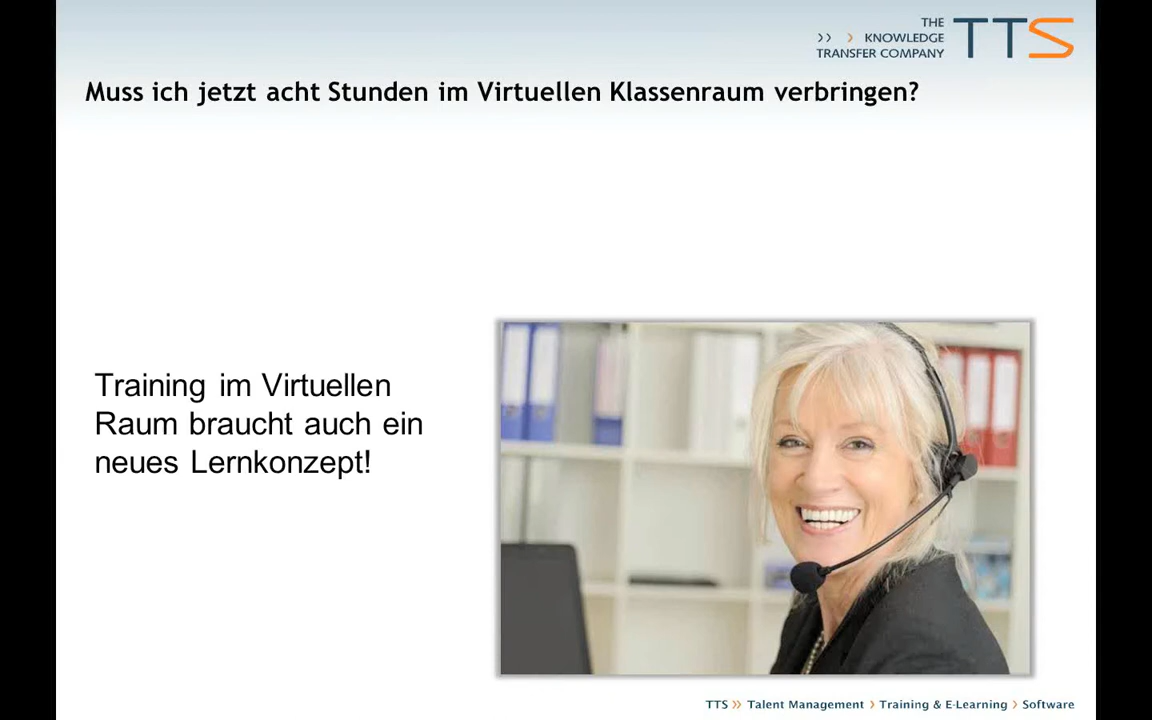 THE
›› › KNOWLEDGE
TRANSFER COMPANY
TTS
Muss ich jetzt acht Stunden im Virtuellen Klassenraum verbringen?
Training im Virtuellen
Raum braucht auch ein
neues Lernkonzept!
TTS ›› Talent Management › Training & E-Learning › Software